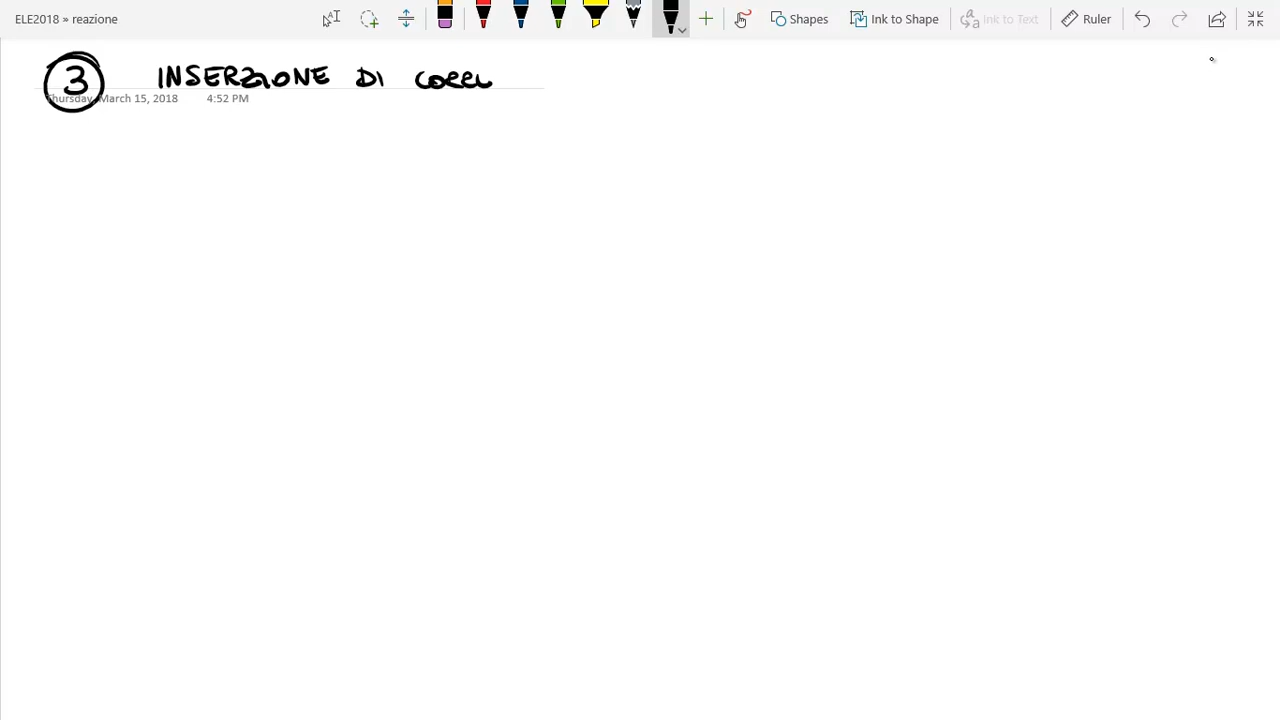 ELE2018 » reazione Shapes Ink to Shape Ink to Text Ruler
3 INSERZIONE DI CORRE
Thursday, March 15, 2018 4:52 PM